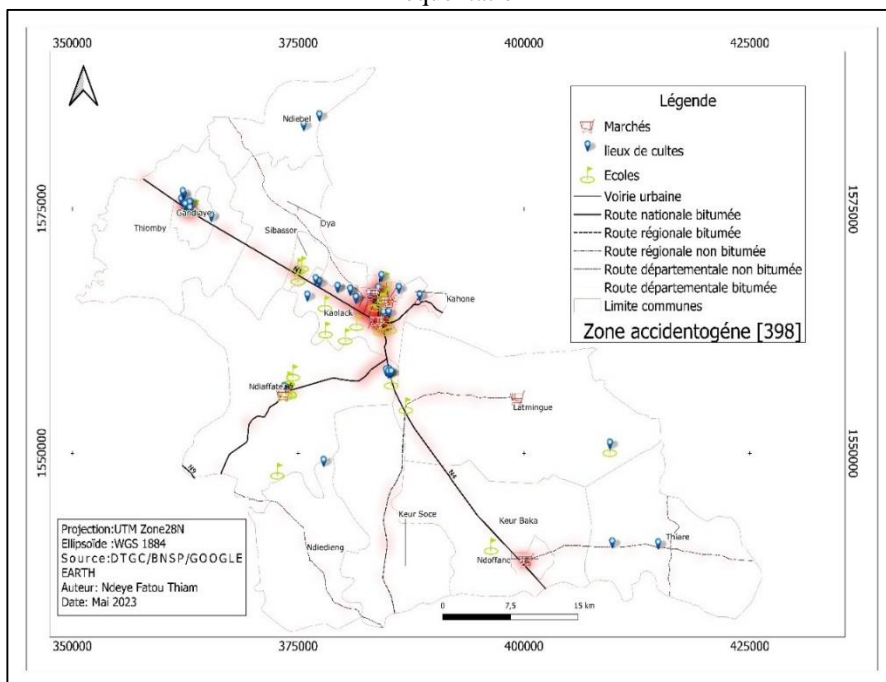 350000
375000
400000
425000
Légende
Marchés
lieux de cultes
Ecoles
Voirie urbaine
Route nationale bitumée
Route régionale bitumée
Route régionale non bitumée
Route départementale non bitumée
Route départementale bitumée
Limite communes
Zone accidentogéne [398]
Ndiebel
1575000
1575000
Gandiaye
Thiomby
Dya
Sibassor
N1
Kahone
Kaolack
Ndiaffate
Latmingue
1550000
1550000
N5
N4
Keur Soce
Keur Baka
Thiare
Ndiedieng
Ndoffane
Projection:UTM Zone28N
Ellipsoïde :WGS 1884
Source:DTGC/BNSP/GOOGLE
EARTH
Auteur: Ndeye Fatou Thiam
Date: Mai 2023
0
7,5
15 km
350000
375000
400000
425000